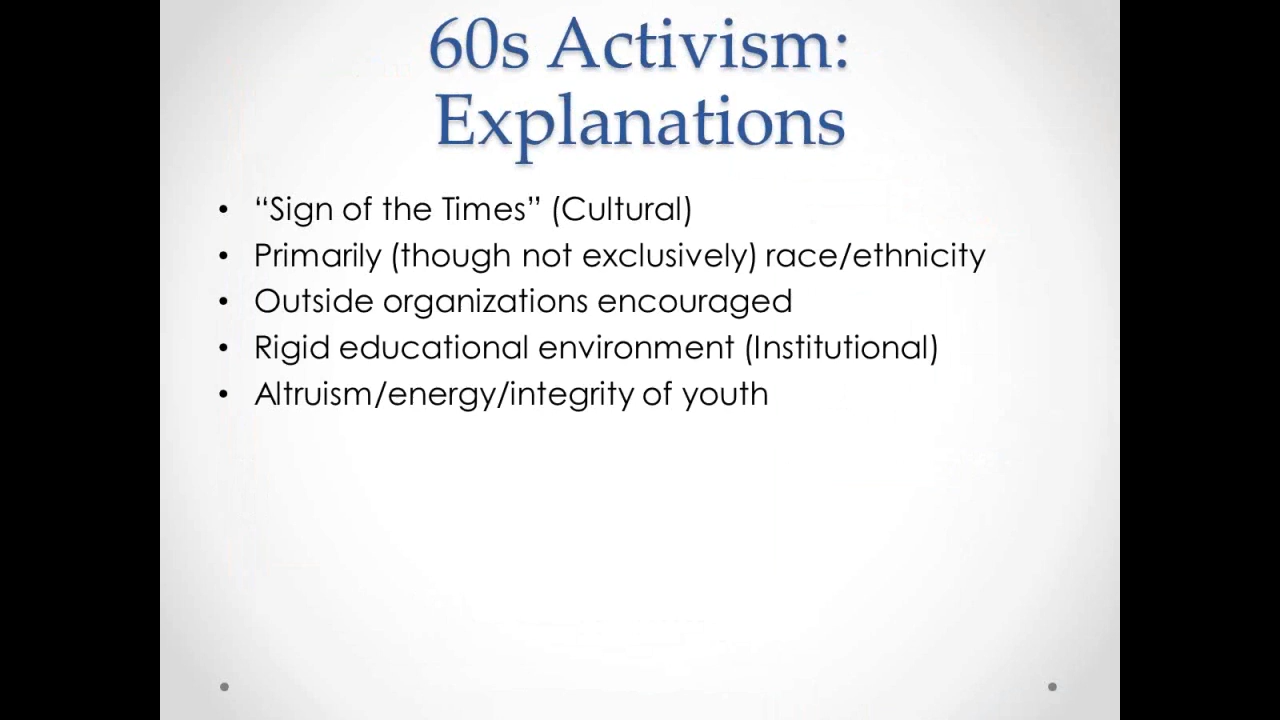 60s Activism:
Explanations
• “Sign of the Times” (Cultural)
• Primarily (though not exclusively) race/ethnicity
• Outside organizations encouraged
• Rigid educational environment (Institutional)
• Altruism/energy/integrity of youth